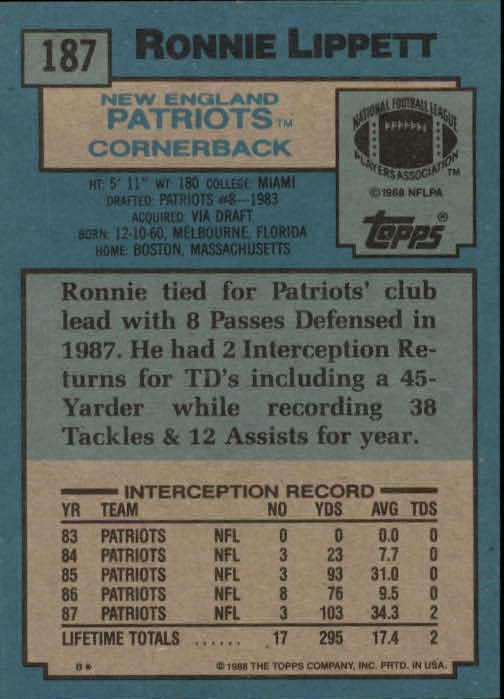 187 RONNIE LIPPETT
NEW ENGLAND
PATRIOTS™
CORNERBACK
NATIONAL FOOTBALL LEAGUE
PLAYERS ASSOCIATION™
©1988 NFLPA
topps®
HT: 5' 11" WT: 180 COLLEGE: MIAMI
DRAFTED: PATRIOTS #8—1983
ACQUIRED: VIA DRAFT
BORN: 12-10-60, MELBOURNE, FLORIDA
HOME: BOSTON, MASSACHUSETTS
Ronnie tied for Patriots' club
lead with 8 Passes Defensed in
1987. He had 2 Interception Re-
turns for TD's including a 45-
Yarder while recording 38
Tackles & 12 Assists for year.
INTERCEPTION RECORD
YR TEAM NO YDS AVG TDS
83 PATRIOTS NFL 0 0 0.0 0
84 PATRIOTS NFL 3 23 7.7 0
85 PATRIOTS NFL 3 93 31.0 0
86 PATRIOTS NFL 8 76 9.5 0
87 PATRIOTS NFL 3 103 34.3 2
LIFETIME TOTALS ...... 17 295 17.4 2
B* ©1988 THE TOPPS COMPANY, INC. PRTD. IN USA.